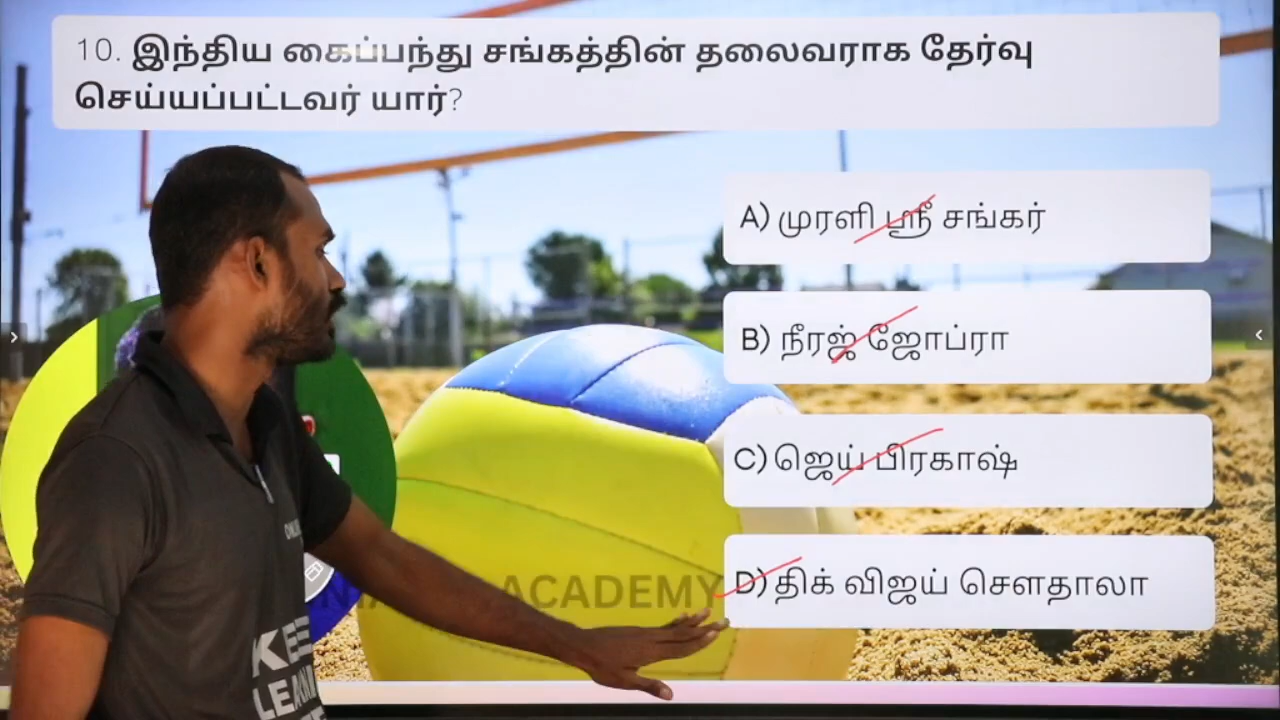 10. இந்திய கைப்பந்து சங்கத்தின் தலைவராக தேர்வு
செய்யப்பட்டவர் யார்?
A) முரளி ஸ்ரீ சங்கர்
B) நீரஜ் ஜோப்ரா
C) ஜெய் பிரகாஷ்
D) திக் விஜய் சௌதாலா
ACADEMY